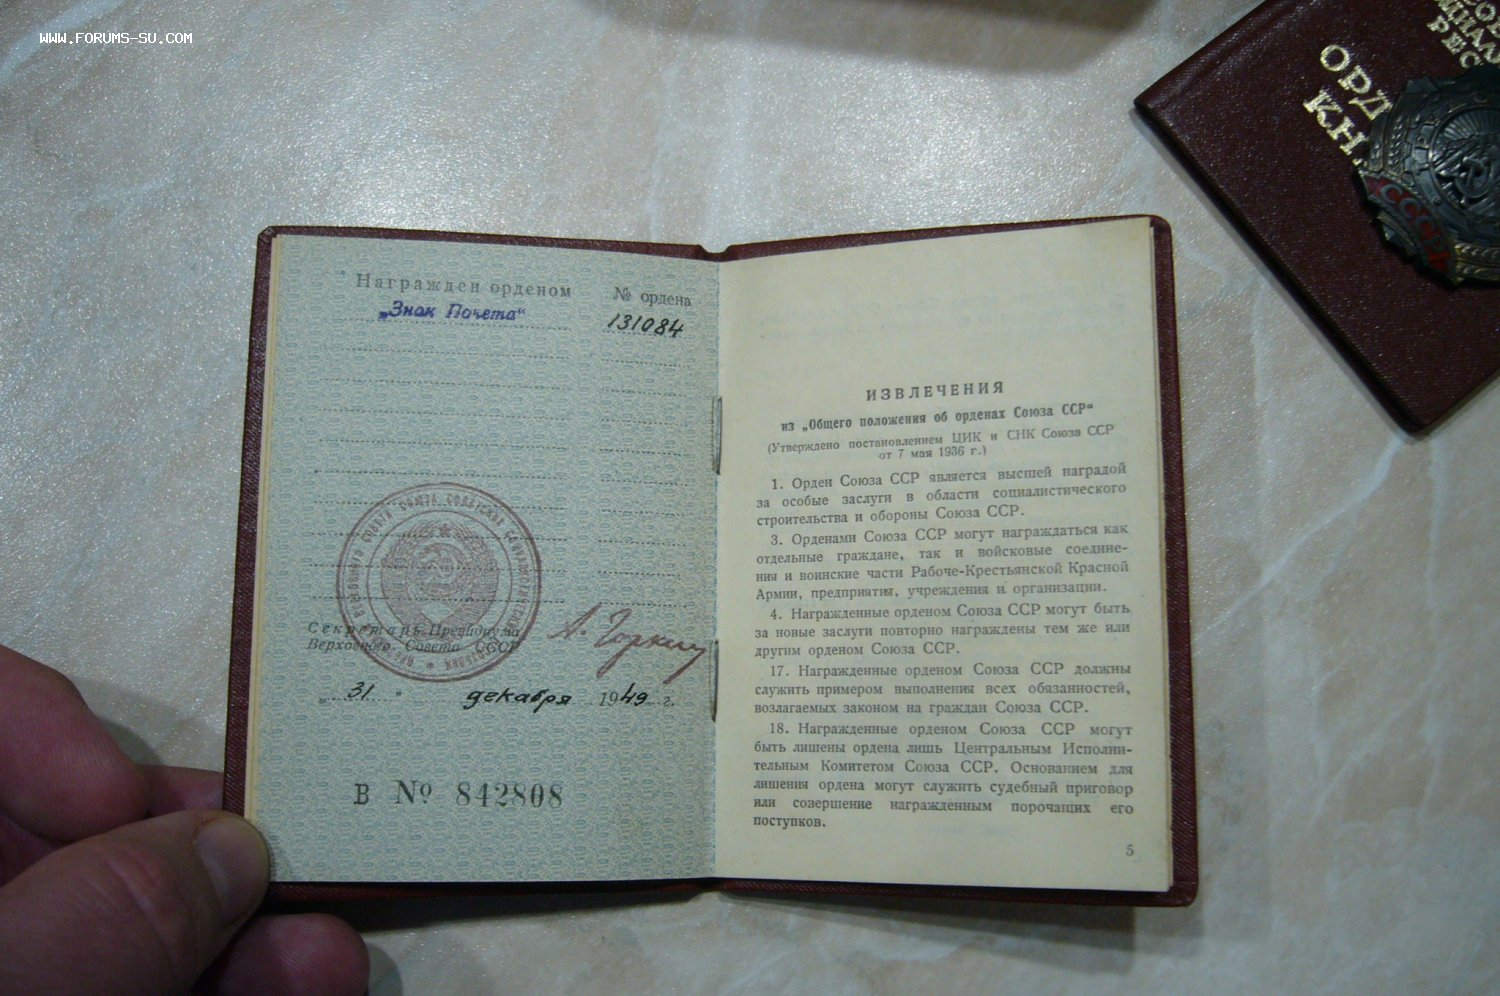 WWW.FORUMS-SU.COM
ОРД
КН
СССР
Награжден орденом
№ ордена
„Знак Почета“
131084
Секретарь Президиума
Верховного Совета СССР
А. Горкин
„ 31 “ декабря 1949 г.
В № 842808
ИЗВЛЕЧЕНИЯ
из „Общего положения об орденах Союза ССР“
(Утверждено постановлением ЦИК и СНК Союза ССР
от 7 мая 1936 г.)
1. Орден Союза ССР является высшей наградой
за особые заслуги в области социалистического
строительства и обороны Союза ССР.
3. Орденами Союза ССР могут награждаться как
отдельные граждане, так и войсковые соедине-
ния и воинские части Рабоче-Крестьянской Красной
Армии, предприятия, учреждения и организации.
4. Награжденные орденом Союза ССР могут быть
за новые заслуги повторно награждены тем же или
другим орденом Союза ССР.
17. Награжденные орденом Союза ССР должны
служить примером выполнения всех обязанностей,
возлагаемых законом на граждан Союза ССР.
18. Награжденные орденом Союза ССР могут
быть лишены ордена лишь Центральным Исполни-
тельным Комитетом Союза ССР. Основанием для
лишения ордена могут служить судебный приговор
или совершение награжденным порочащих его
поступков.
5